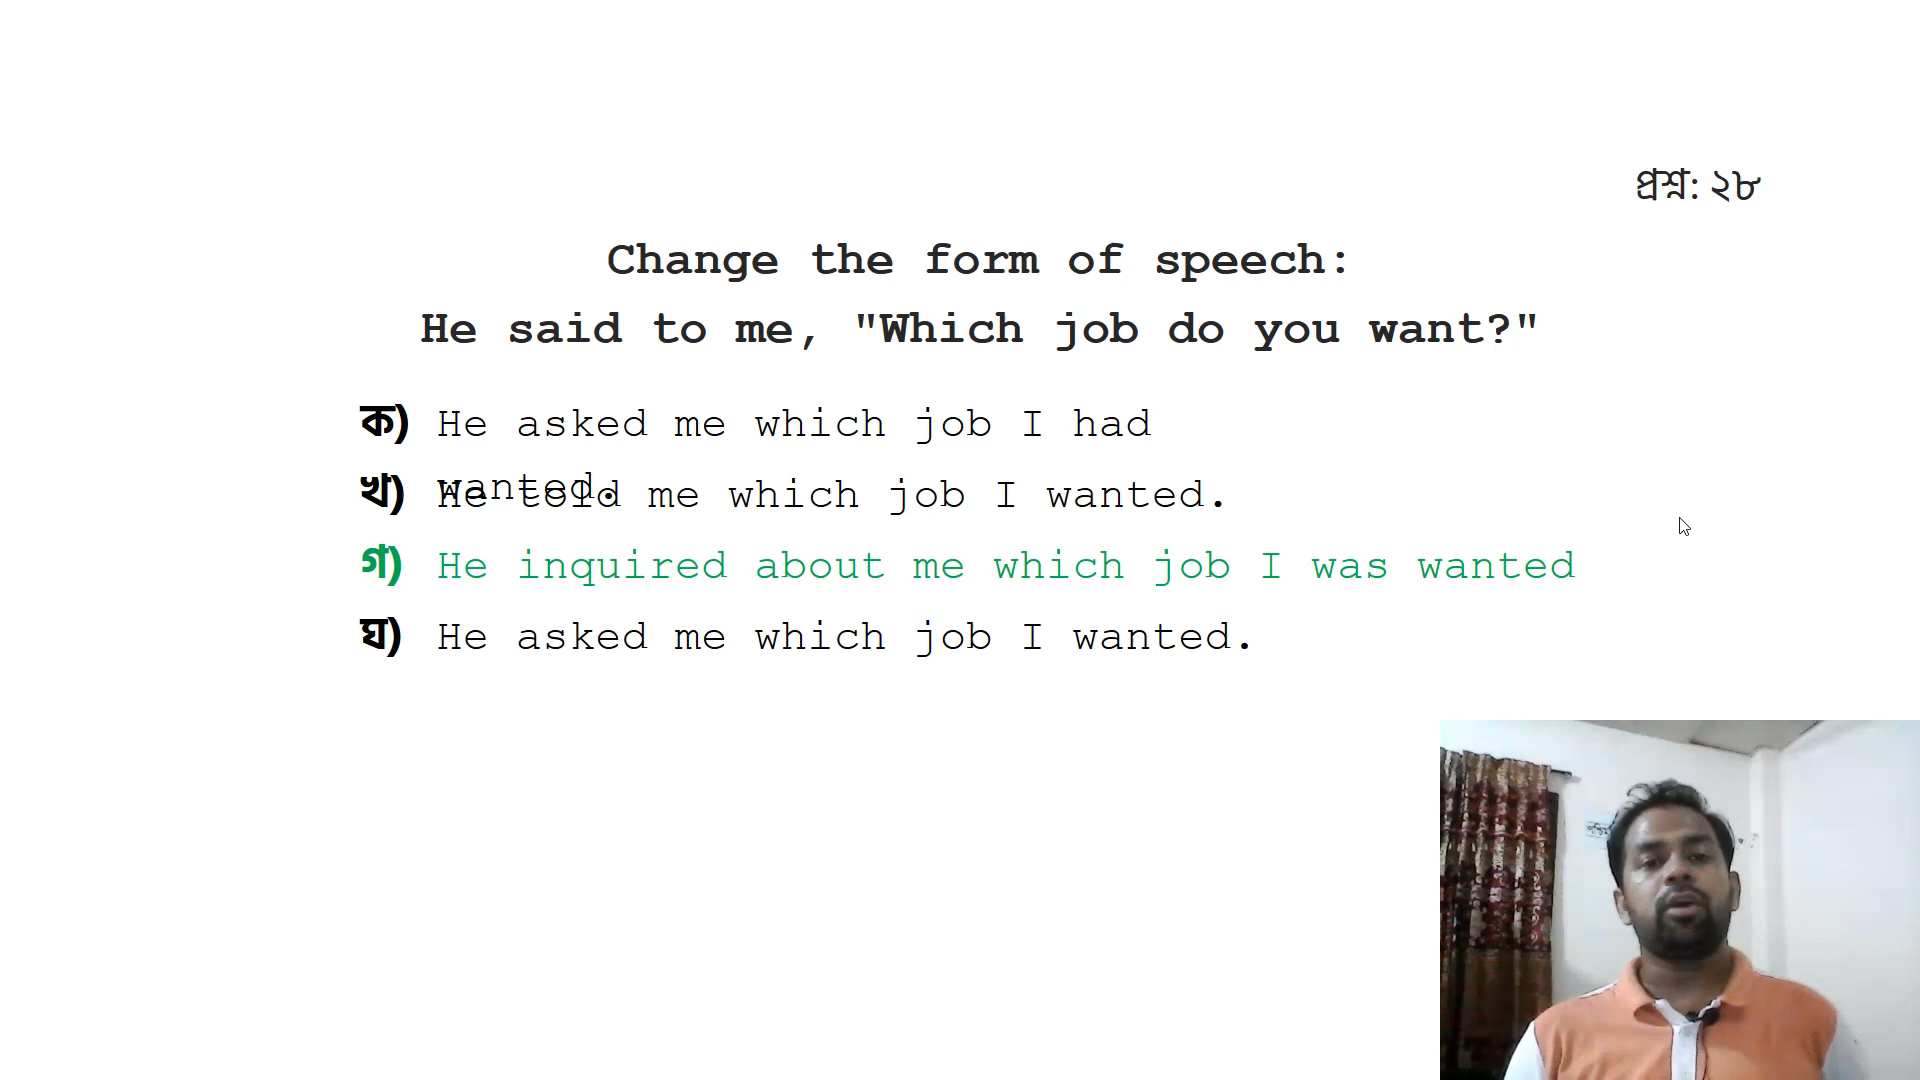 প্রশ্ন: ২৮
Change the form of speech:
He said to me, "Which job do you want?"
ক) He asked me which job I had
wanted.
খ) He told me which job I wanted.
গ) He inquired about me which job I was wanted
ঘ) He asked me which job I wanted.